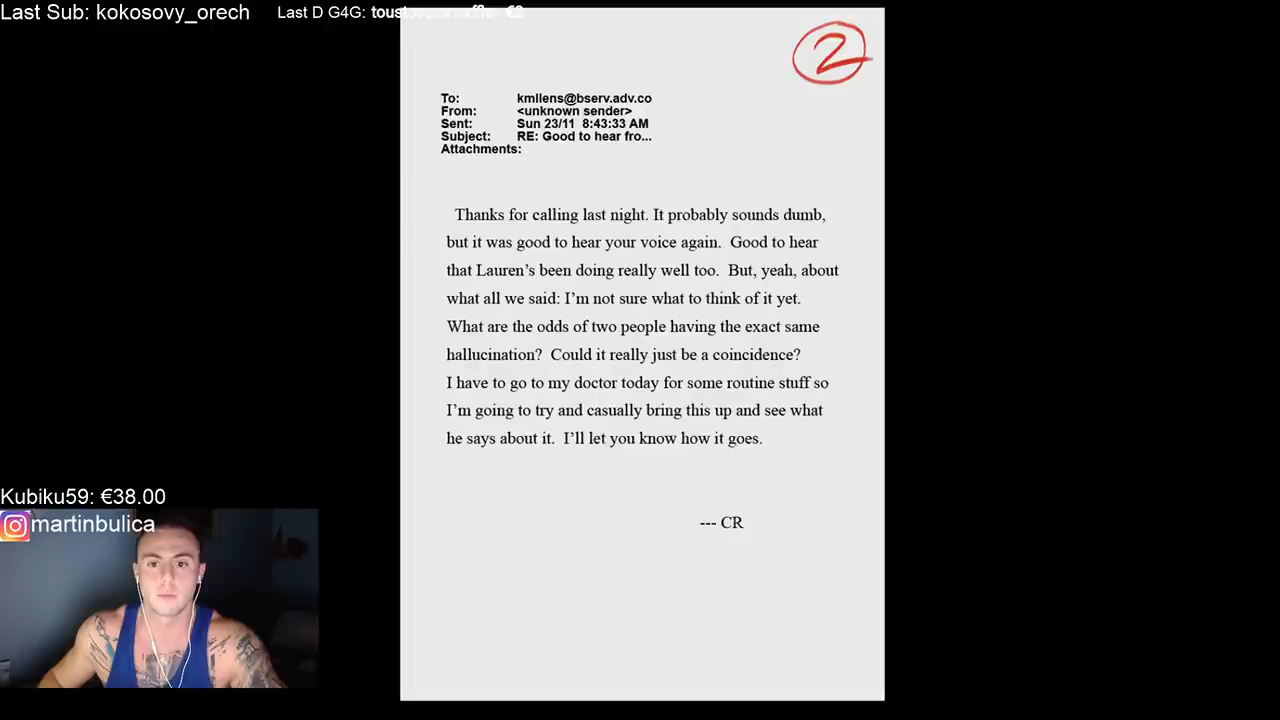 Last Sub: kokosovy_orech
Last D G4G:
€2
2
To: kmllens@bserv.adv.co
From: <unknown sender>
Sent: Sun 23/11 8:43:33 AM
Subject: RE: Good to hear fro...
Attachments:
Thanks for calling last night. It probably sounds dumb,
but it was good to hear your voice again. Good to hear
that Lauren’s been doing really well too. But, yeah, about
what all we said: I’m not sure what to think of it yet.
What are the odds of two people having the exact same
hallucination? Could it really just be a coincidence?
I have to go to my doctor today for some routine stuff so
I’m going to try and casually bring this up and see what
he says about it. I’ll let you know how it goes.
--- CR
Kubiku59: €38.00
martinbulica